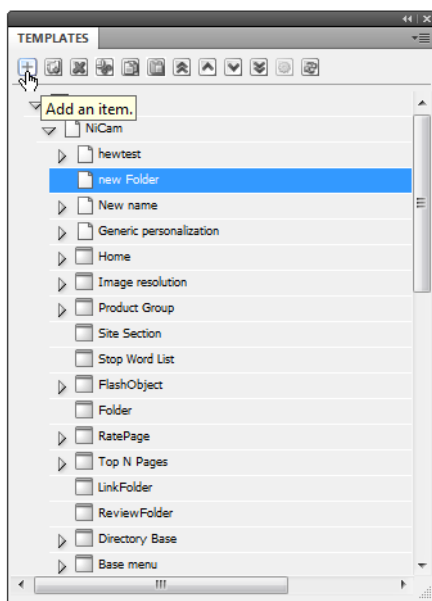 TEMPLATES
Add an item.
NiCam
hewtest
new Folder
New name
Generic personalization
Home
Image resolution
Product Group
Site Section
Stop Word List
FlashObject
Folder
RatePage
Top N Pages
LinkFolder
ReviewFolder
Directory Base
Base menu